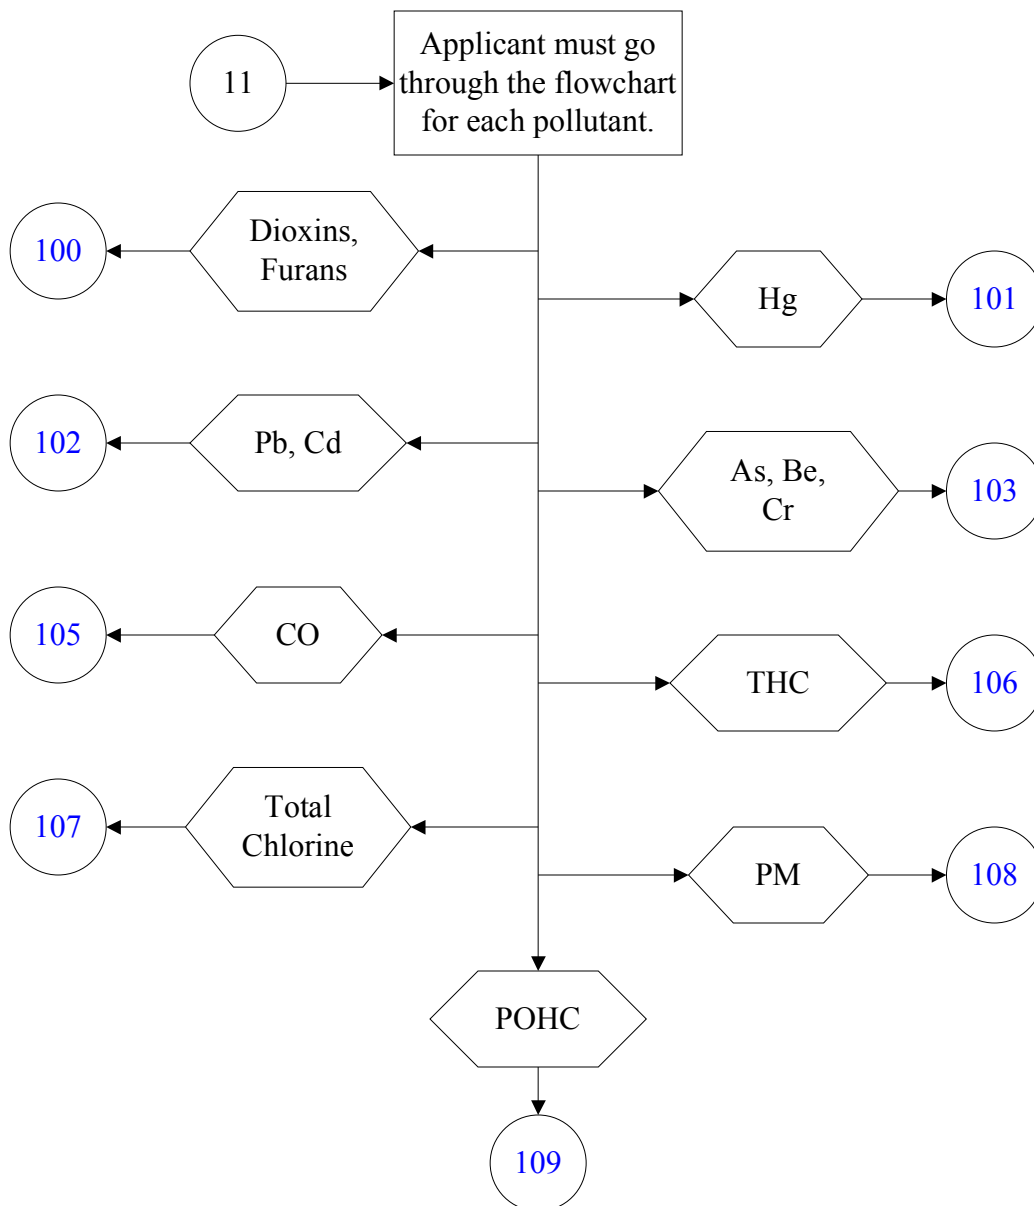 11
Applicant must go
through the flowchart
for each pollutant.
100
Dioxins,
Furans
Hg
101
102
Pb, Cd
As, Be,
Cr
103
105
CO
THC
106
107
Total
Chlorine
PM
108
POHC
109